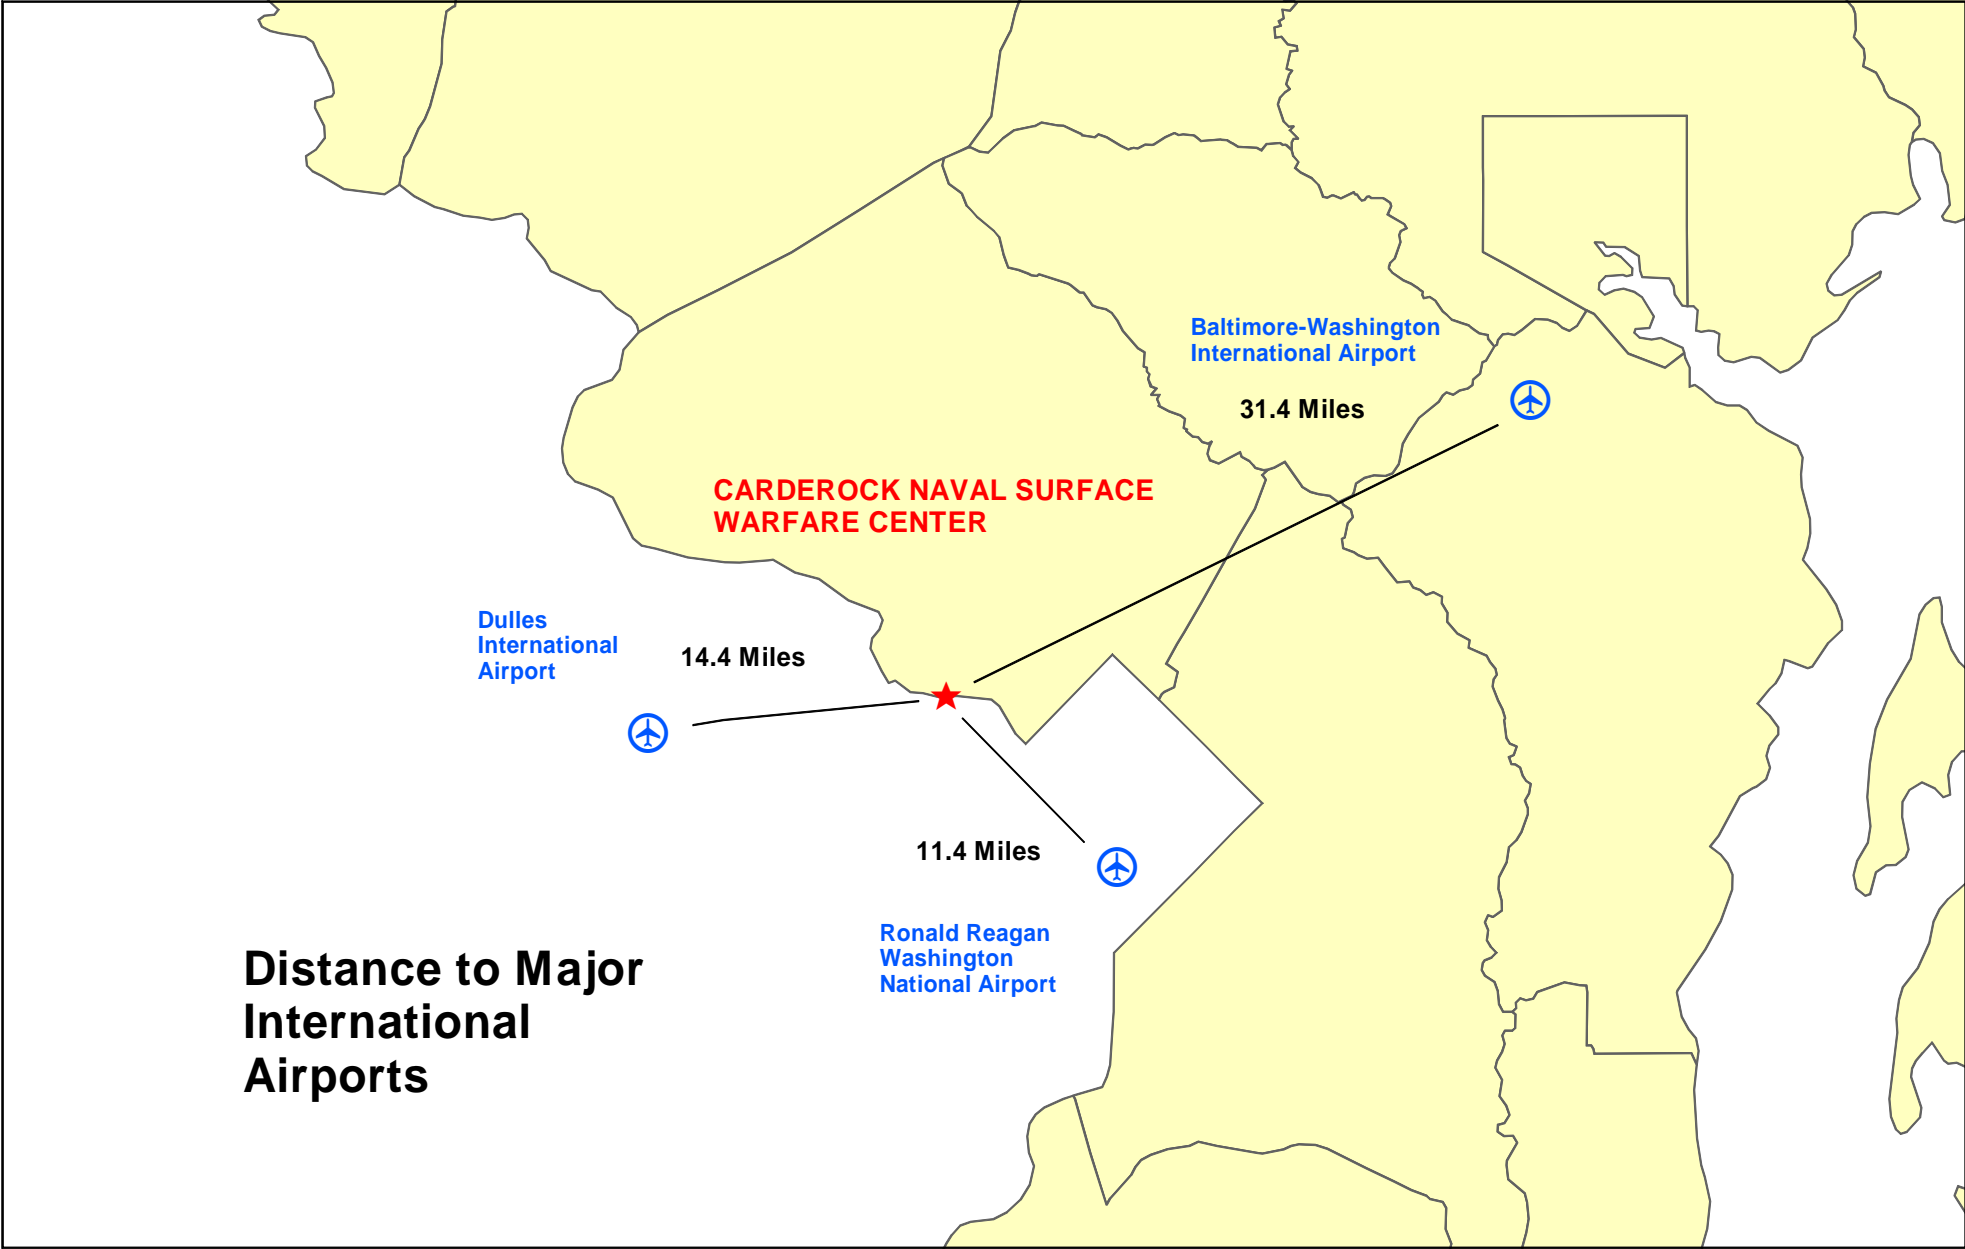 Baltimore-Washington
International Airport
31.4 Miles
CARDEROCK NAVAL SURFACE
WARFARE CENTER
Dulles
International
Airport
14.4 Miles
11.4 Miles
Ronald Reagan
Washington
National Airport
Distance to Major
International
Airports